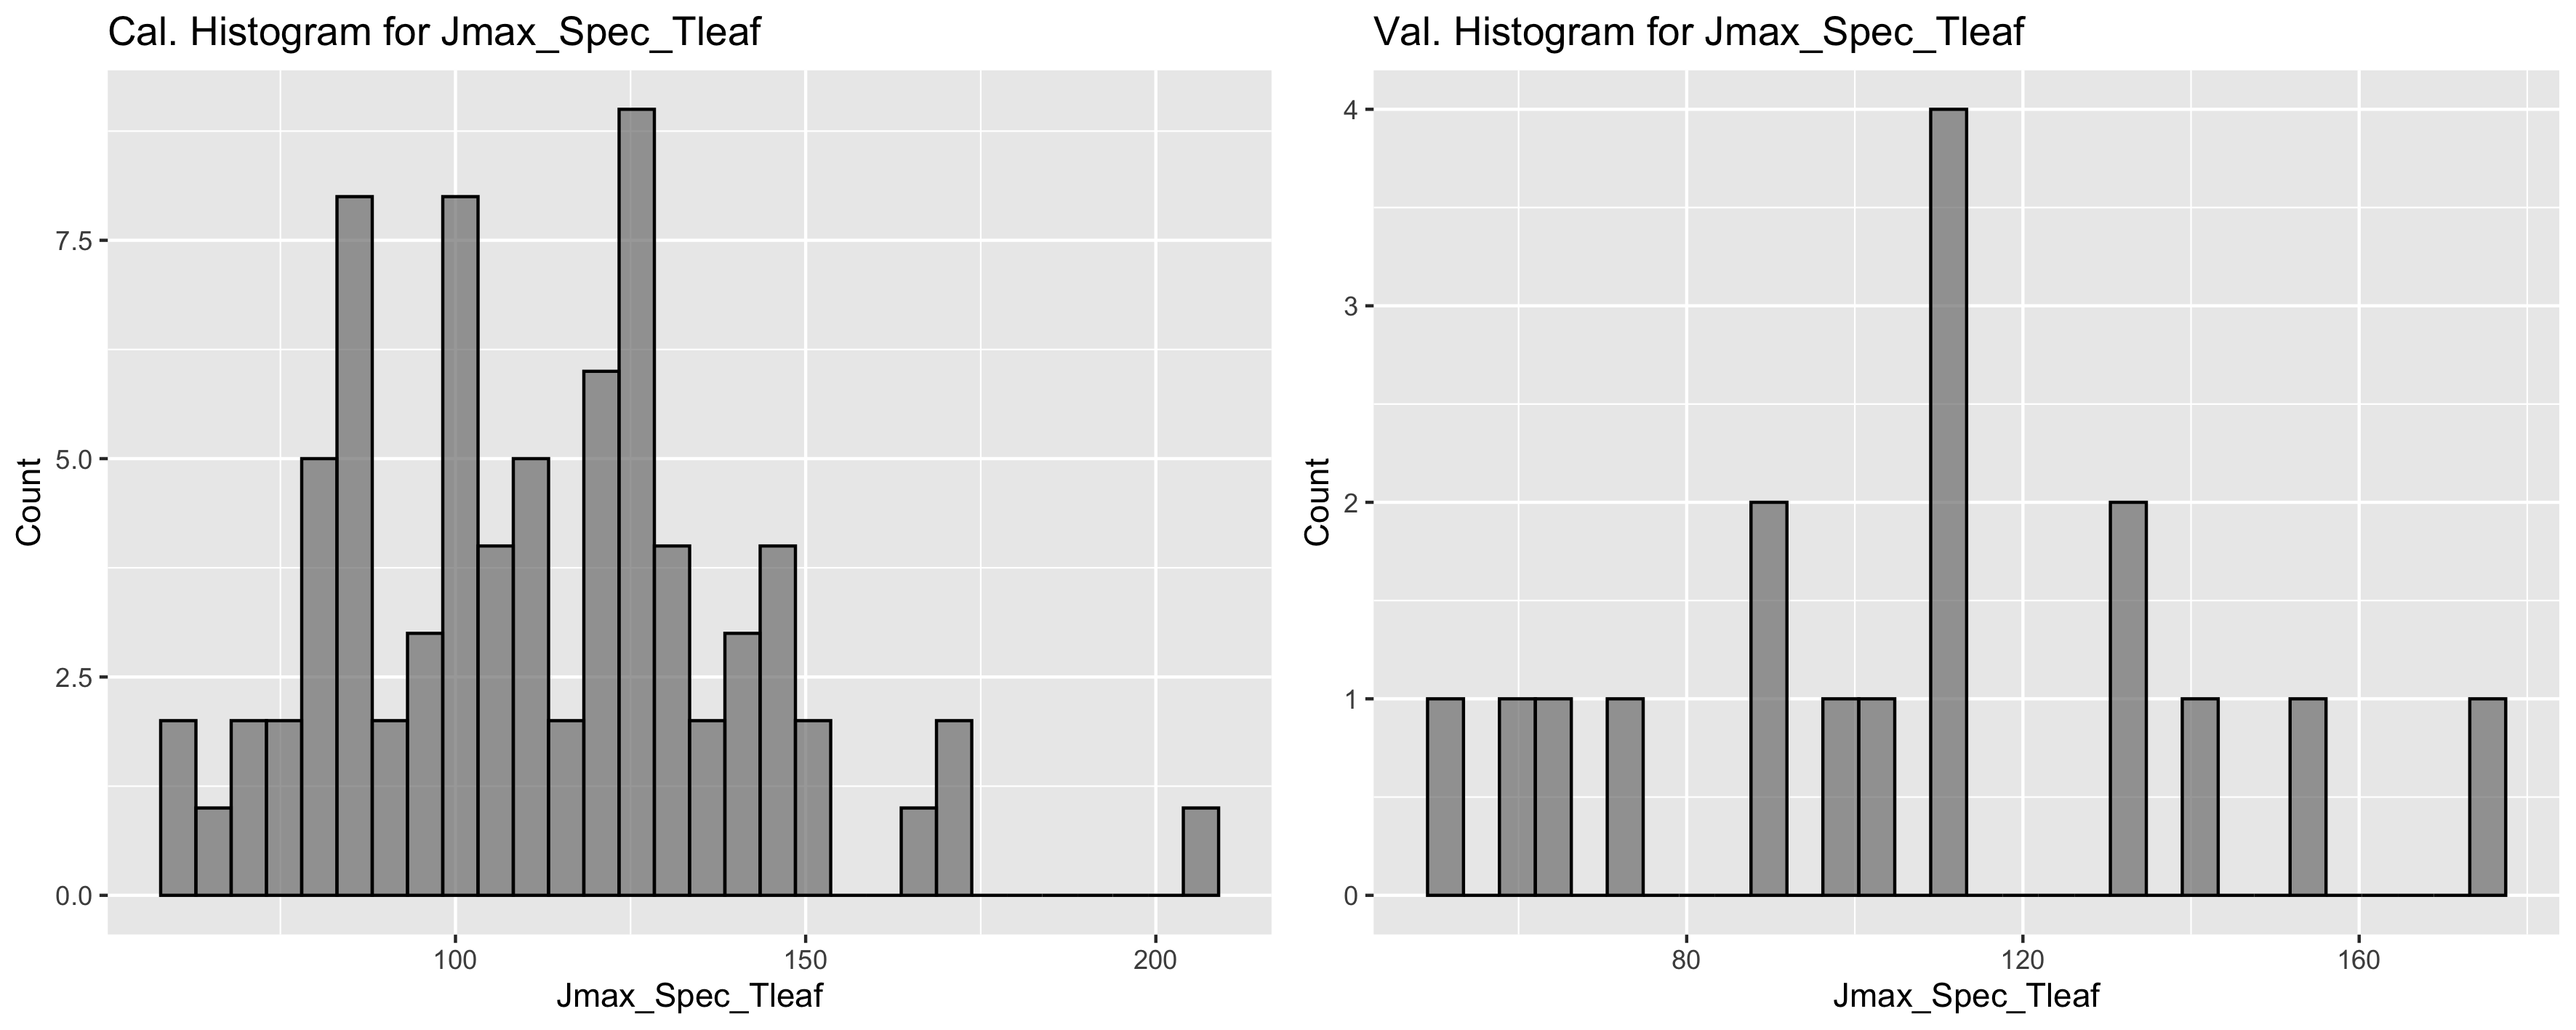 Cal. Histogram for Jmax_Spec_Tleaf
Count
7.5
5.0
2.5
0.0
100 150 200
Jmax_Spec_Tleaf
Val. Histogram for Jmax_Spec_Tleaf
Count
4
3
2
1
0
80 120 160
Jmax_Spec_Tleaf